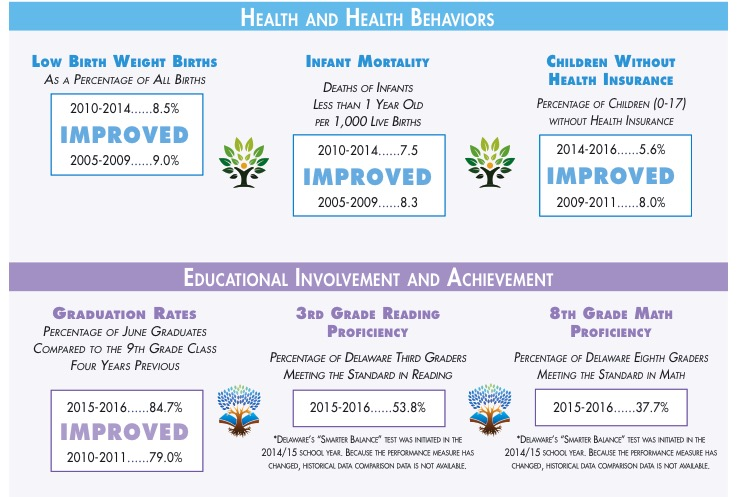 Health and Health Behaviors
Low Birth Weight Births
As a Percentage of All Births
2010-2014......8.5%
IMPROVED
2005-2009......9.0%
Infant Mortality
Deaths of Infants
Less than 1 Year Old
per 1,000 Live Births
2010-2014......7.5
IMPROVED
2005-2009......8.3
Children Without
Health Insurance
Percentage of Children (0-17)
without Health Insurance
2014-2016......5.6%
IMPROVED
2009-2011......8.0%
Educational Involvement and Achievement
Graduation Rates
Percentage of June Graduates
Compared to the 9th Grade Class
Four Years Previous
2015-2016......84.7%
IMPROVED
2010-2011......79.0%
3rd Grade Reading
Proficiency
Percentage of Delaware Third Graders
Meeting the Standard in Reading
2015-2016......53.8%
*Delaware's "Smarter Balance" test was initiated in the
2014/15 school year. Because the performance measure has
changed, historical data comparison data is not available.
8th Grade Math
Proficiency
Percentage of Delaware Eighth Graders
Meeting the Standard in Math
2015-2016......37.7%
*Delaware's "Smarter Balance" test was initiated in the
2014/15 school year. Because the performance measure has
changed, historical data comparison data is not available.